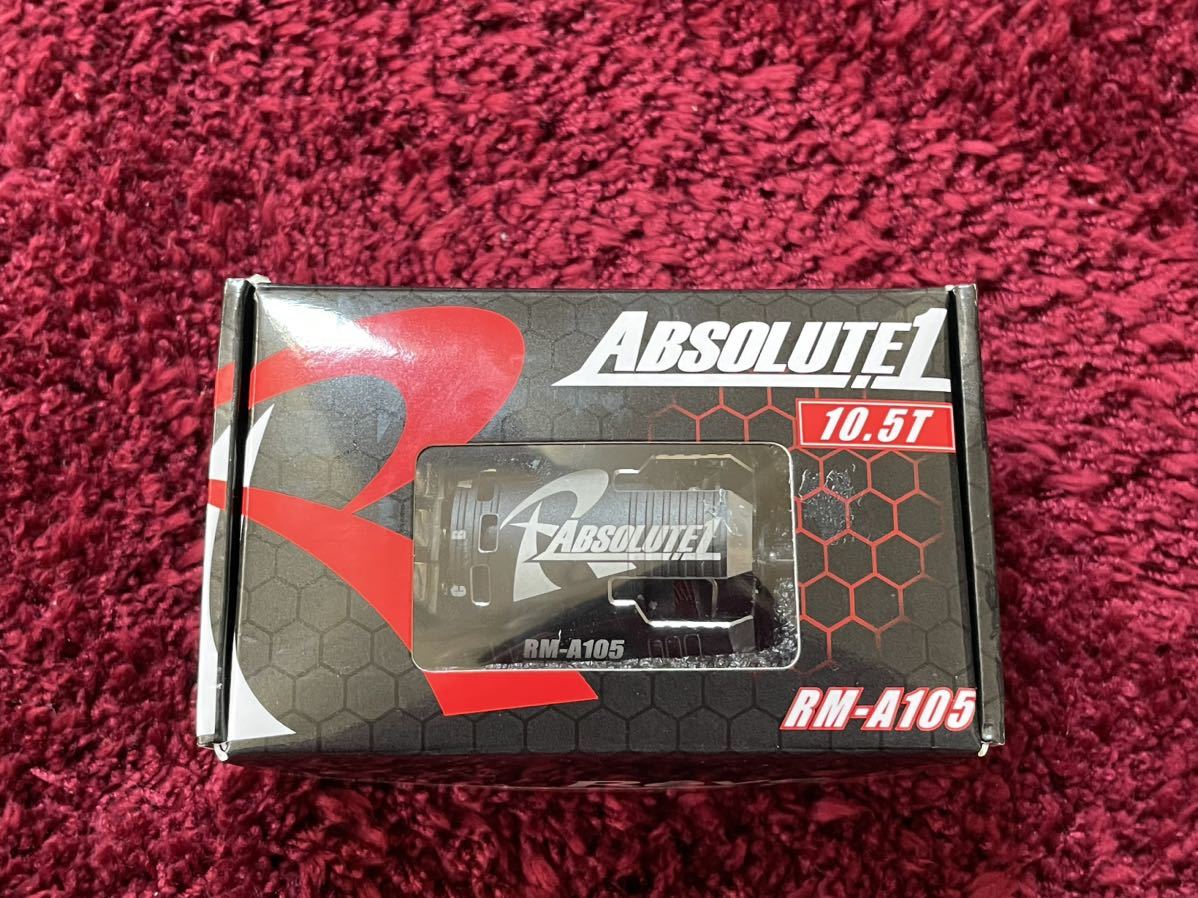 ABSOLUTE1
10.5T
ABSOLUTE1
C B
RM-A105
RM-A105